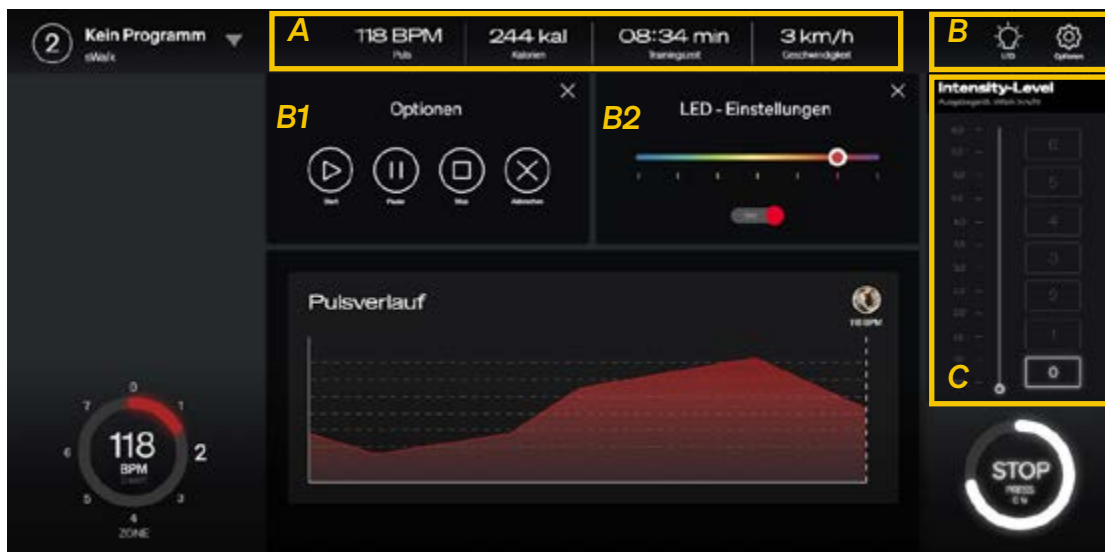 2
Kein Programm
sWalk
A
118 BPM
Puls
244 kal
Kalorien
08:34 min
Trainingszeit
3 km/h
Geschwindigkeit
B
LED
Optionen
B1
Optionen
Start
Pause
Stop
Abbrechen
B2
LED - Einstellungen
Intensity-Level
6
5
4
3
2
1
0
C
Pulsverlauf
118 BPM
0
1
2
3
4
5
6
7
118
BPM
ZONE
STOP
PRESS